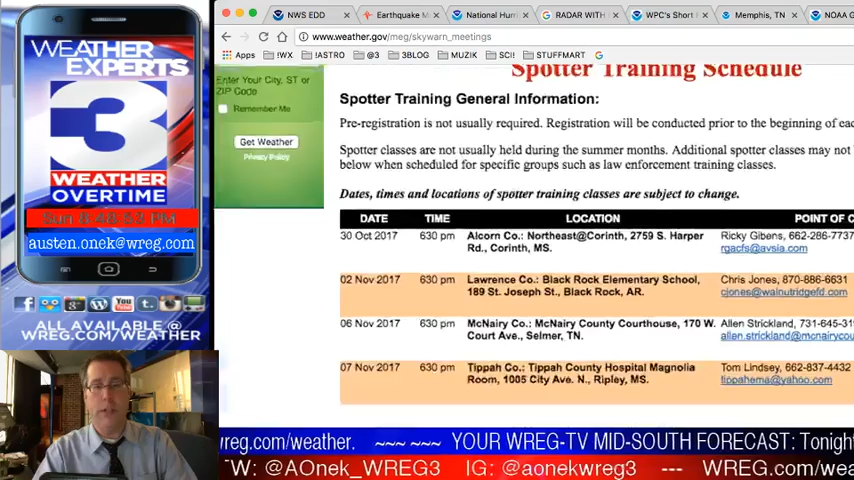 NWS EDD
Earthquake M
National Hurri
RADAR WITH
WPC's Short
Memphis, TN
NOAA G
www.weather.gov/meg/skywarn_meetings
Apps !WX !ASTRO @3 3BLOG MUZIK SCI! STUFFMART
WEATHER
EXPERTS
3
WEATHER
OVERTIME
Sun 8:48:53 PM
austen.onek@wreg.com
ALL AVAILABLE @
WREG.COM/WEATHER
Enter Your City, ST or
ZIP Code
Remember Me
Get Weather
Privacy Policy
Spotter Training Schedule
Spotter Training General Information:
Pre-registration is not usually required. Registration will be conducted prior to the beginning of eac
Spotter classes are not usually held during the summer months. Additional spotter classes may not
below when scheduled for specific groups such as law enforcement training classes.
Dates, times and locations of spotter training classes are subject to change.
DATE TIME LOCATION POINT OF C
30 Oct 2017 630 pm Alcorn Co.: Northeast@Corinth, 2759 S. Harper Ricky Gibens, 662-286-7737
Rd., Corinth, MS. rgacfs@avsia.com
02 Nov 2017 630 pm Lawrence Co.: Black Rock Elementary School, Chris Jones, 870-886-6631
189 St. Joseph St., Black Rock, AR. cjones@walnutridgefd.com
06 Nov 2017 630 pm McNairy Co.: McNairy County Courthouse, 170 W. Allen Strickland, 731-645-3
Court Ave., Selmer, TN. allen.strickland@mcnairycou
07 Nov 2017 630 pm Tippah Co.: Tippah County Hospital Magnolia Tom Lindsey, 662-837-4432
Room, 1005 City Ave. N., Ripley, MS. tippahema@yahoo.com
wreg.com/weather. ~~~ ~~~ YOUR WREG-TV MID-SOUTH FORECAST: Tonight
TW: @AOnek_WREG3 IG: @aonekwreg3 --- WREG.com/wea